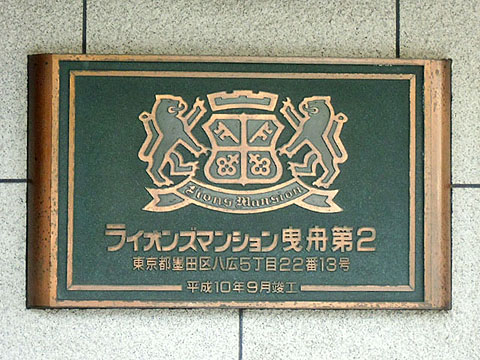 Lions Mansion
ライオンズマンション曳舟第2
東京都墨田区八広5丁目22番13号
平成10年9月竣工